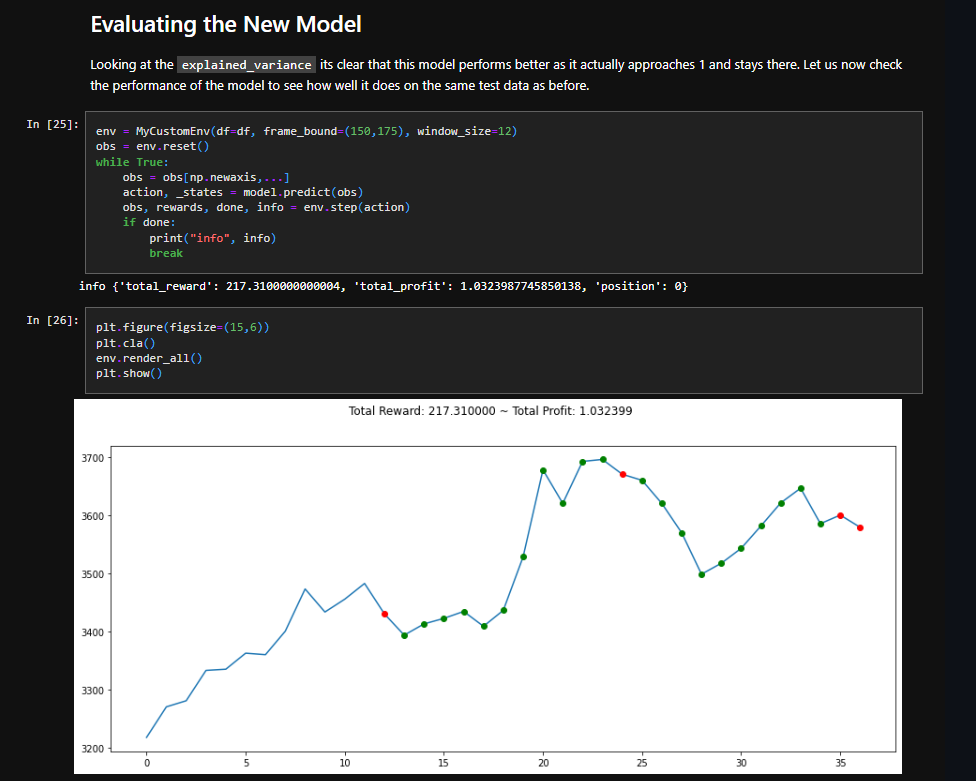 Evaluating the New Model
Looking at the explained_variance its clear that this model performs better as it actually approaches 1 and stays there. Let us now check
the performance of the model to see how well it does on the same test data as before.
In [25]:
env = MyCustomEnv(df=df, frame_bound=(150,175), window_size=12)
obs = env.reset()
while True:
    obs = obs[np.newaxis,...]
    action, _states = model.predict(obs)
    obs, rewards, done, info = env.step(action)
    if done:
        print("info", info)
        break
info {'total_reward': 217.3100000000004, 'total_profit': 1.0323987745850138, 'position': 0}
In [26]:
plt.figure(figsize=(15,6))
plt.cla()
env.render_all()
plt.show()
Total Reward: 217.310000 ~ Total Profit: 1.032399
3700
3600
3500
3400
3300
3200
0 5 10 15 20 25 30 35